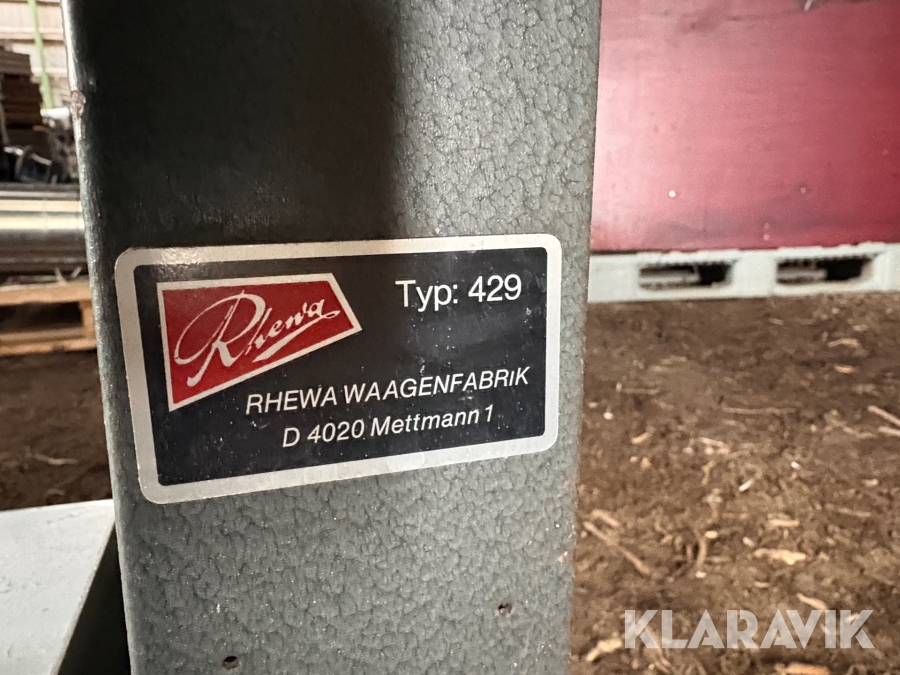 Rhewa
Typ: 429
RHEWA WAAGENFABRIK
D 4020 Mettmann 1
KLARAVIK